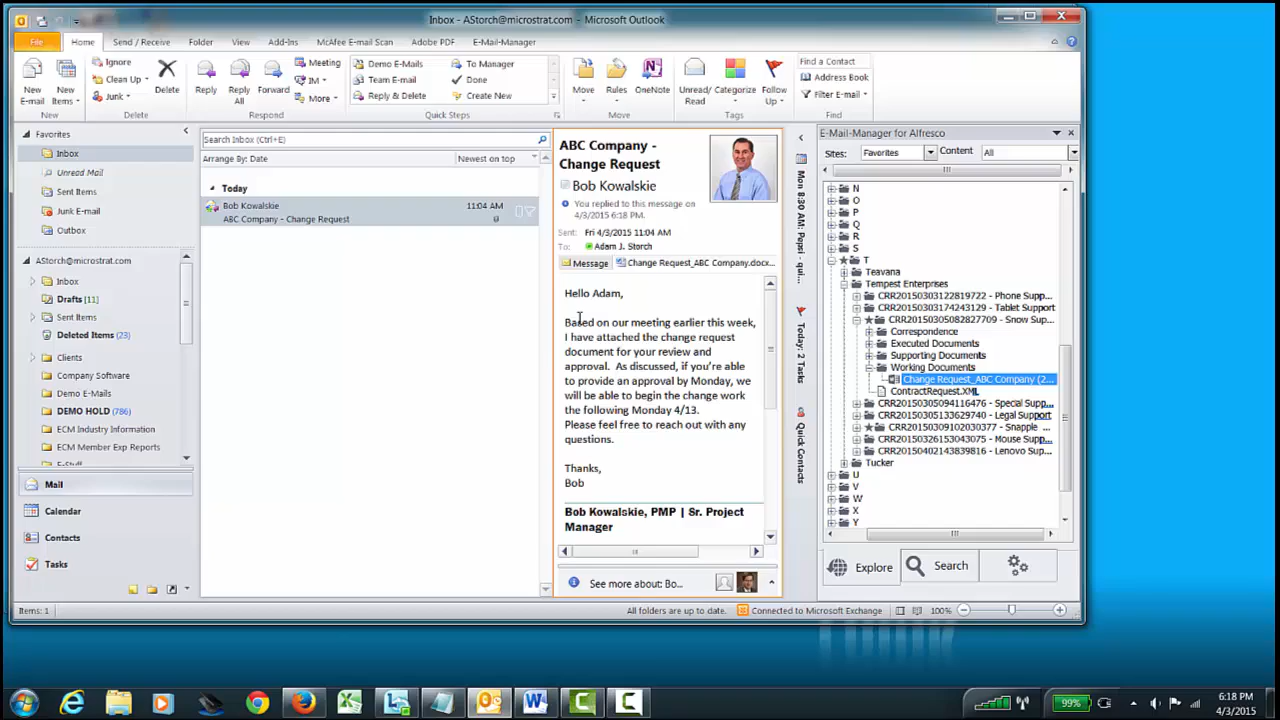 Inbox - AStorch@microstrat.com - Microsoft Outlook
File Home Send / Receive Folder View Add-Ins McAfee E-mail Scan Adobe PDF E-Mail-Manager
New E-mail
New Items
New
Ignore
Clean Up
Junk
Delete
Delete
Reply
Reply All
Forward
Meeting
IM
More
Respond
Demo E-Mails
Team E-mail
Reply & Delete
To Manager
Done
Create New
Quick Steps
Move
Rules
OneNote
Move
Unread/ Read
Categorize
Follow Up
Tags
Find a Contact
Address Book
Filter E-mail
Find
Favorites
Inbox
Unread Mail
Sent Items
Junk E-mail
Outbox
AStorch@microstrat.com
Inbox
Drafts [11]
Sent Items
Deleted Items (23)
Clients
Company Software
Demo E-Mails
DEMO HOLD (786)
ECM Industry Information
ECM Member Exp Reports
E-Stuff
Mail
Calendar
Contacts
Tasks
Search Inbox (Ctrl+E)
Arrange By: Date Newest on top
Today
Bob Kowalskie 11:04 AM
ABC Company - Change Request
ABC Company -
Change Request
Bob Kowalskie
You replied to this message on
4/3/2015 6:18 PM.
Sent: Fri 4/3/2015 11:04 AM
To: Adam J. Storch
Message Change Request_ABC Company.docx...
Hello Adam,
Based on our meeting earlier this week,
I have attached the change request
document for your review and
approval. As discussed, if you're able
to provide an approval by Monday, we
will be able to begin the change work
the following Monday 4/13.
Please feel free to reach out with any
questions.
Thanks,
Bob
Bob Kowalskie, PMP | Sr. Project
Manager
See more about: Bo...
Mon 8:30 AM: Pepsi - qui...
Today: 2 Tasks
Quick Contacts
E-Mail-Manager for Alfresco
Sites: Favorites Content All
N
O
P
Q
R
S
T
Teavana
Tempest Enterprises
CRR20150303122819722 - Phone Supp...
CRR20150303174243129 - Tablet Support
CRR20150305082827709 - Snow Sup...
Correspondence
Executed Documents
Supporting Documents
Working Documents
Change Request_ABC Company (2...
ContractRequest.XML
CRR20150305094116476 - Special Supp...
CRR20150305133629740 - Legal Support
CRR20150309102030377 - Snapple ...
CRR20150326153043075 - Mouse Supp...
CRR20150402143839816 - Lenovo Sup...
Tucker
U
V
W
X
Y
Explore
Search
Items: 1 All folders are up to date. Connected to Microsoft Exchange 100%
99%
6:18 PM
4/3/2015